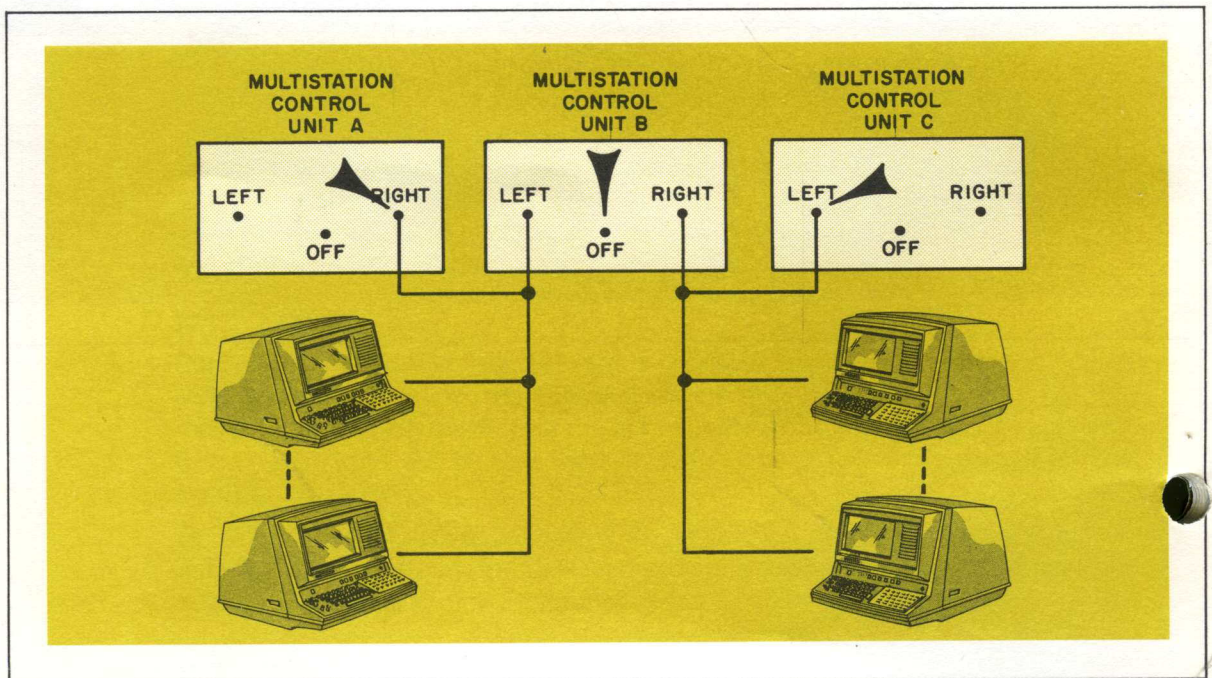 MULTISTATION
CONTROL
UNIT A
LEFT
RIGHT
OFF
MULTISTATION
CONTROL
UNIT B
LEFT
RIGHT
OFF
MULTISTATION
CONTROL
UNIT C
LEFT
RIGHT
OFF